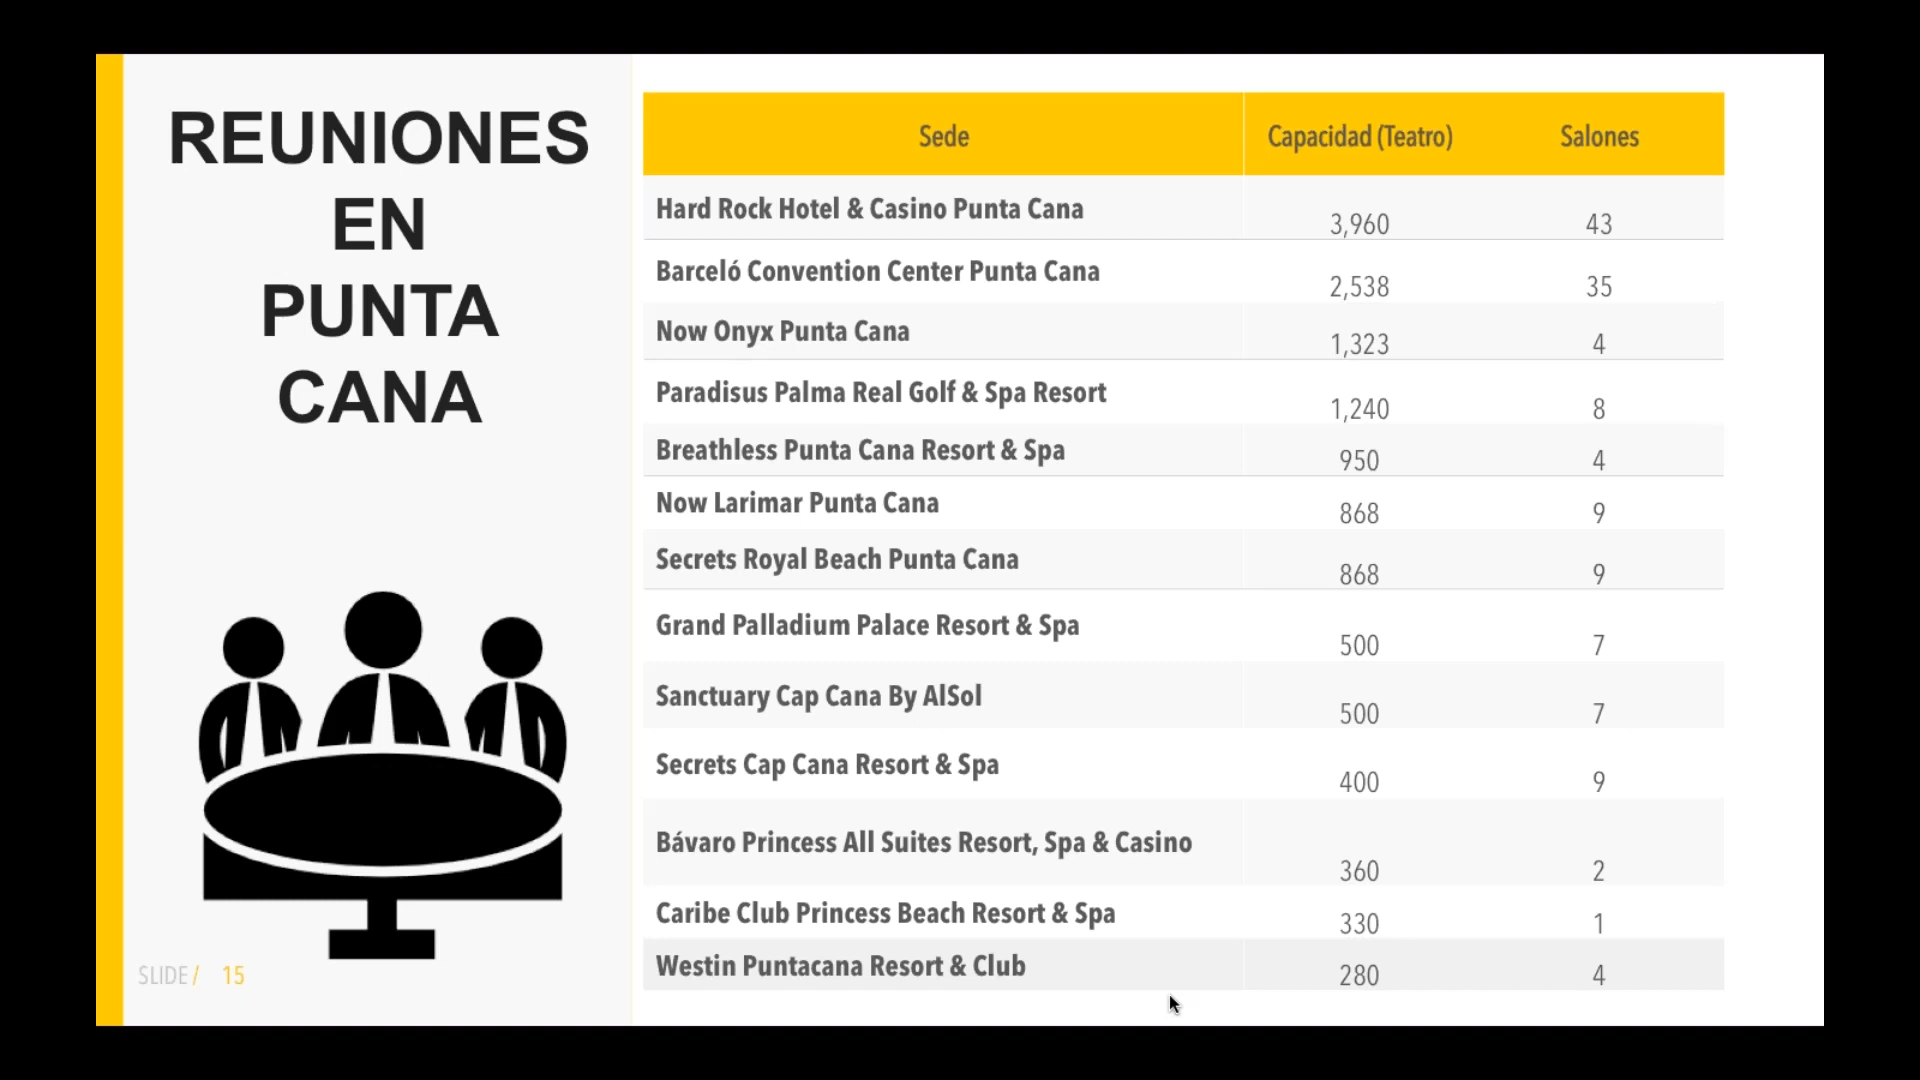 REUNIONES
EN
PUNTA
CANA
SLIDE / 15
Sede Capacidad (Teatro) Salones
Hard Rock Hotel & Casino Punta Cana 3,960 43
Barceló Convention Center Punta Cana 2,538 35
Now Onyx Punta Cana 1,323 4
Paradisus Palma Real Golf & Spa Resort 1,240 8
Breathless Punta Cana Resort & Spa 950 4
Now Larimar Punta Cana 868 9
Secrets Royal Beach Punta Cana 868 9
Grand Palladium Palace Resort & Spa 500 7
Sanctuary Cap Cana By AlSol 500 7
Secrets Cap Cana Resort & Spa 400 9
Bávaro Princess All Suites Resort, Spa & Casino 360 2
Caribe Club Princess Beach Resort & Spa 330 1
Westin Puntacana Resort & Club 280 4